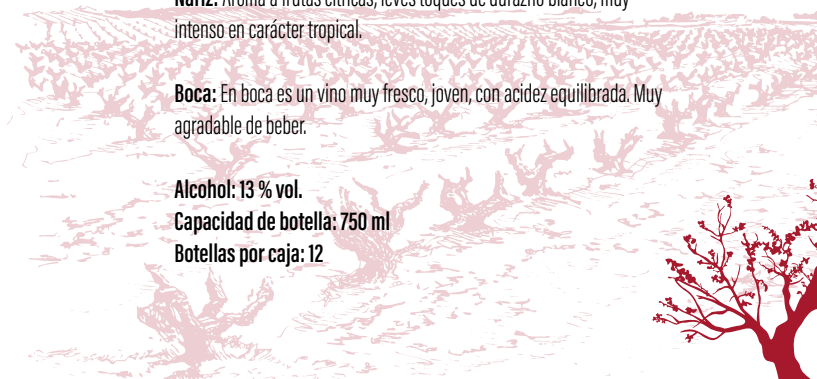 Nariz: Aroma a frutas cítricas, leves toques de durazno blanco, muy
intenso en carácter tropical.
Boca: En boca es un vino muy fresco, joven, con acidez equilibrada. Muy
agradable de beber.
Alcohol: 13 % vol.
Capacidad de botella: 750 ml
Botellas por caja: 12